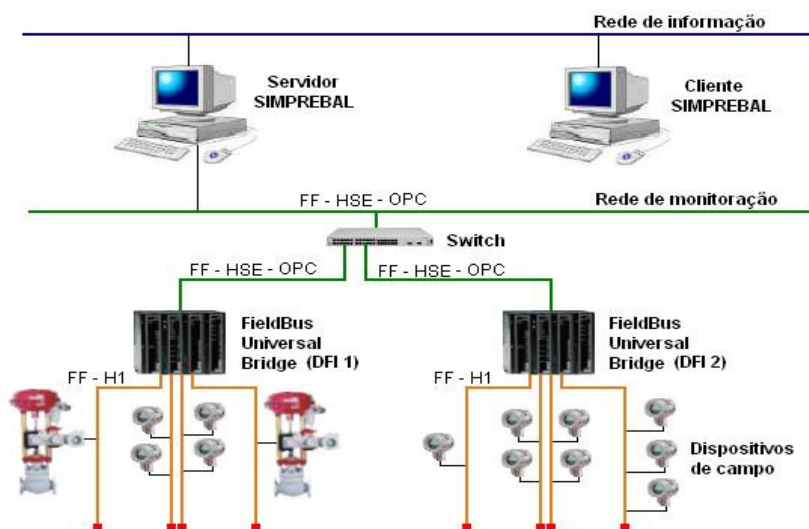 Rede de informação
Servidor
SIMPREBAL
Cliente
SIMPREBAL
FF - HSE - OPC
Rede de monitoração
Switch
FF - HSE - OPC
FF - HSE - OPC
FieldBus
Universal
Bridge (DFI 1)
FieldBus
Universal
Bridge (DFI 2)
FF - H1
FF - H1
Dispositivos
de campo